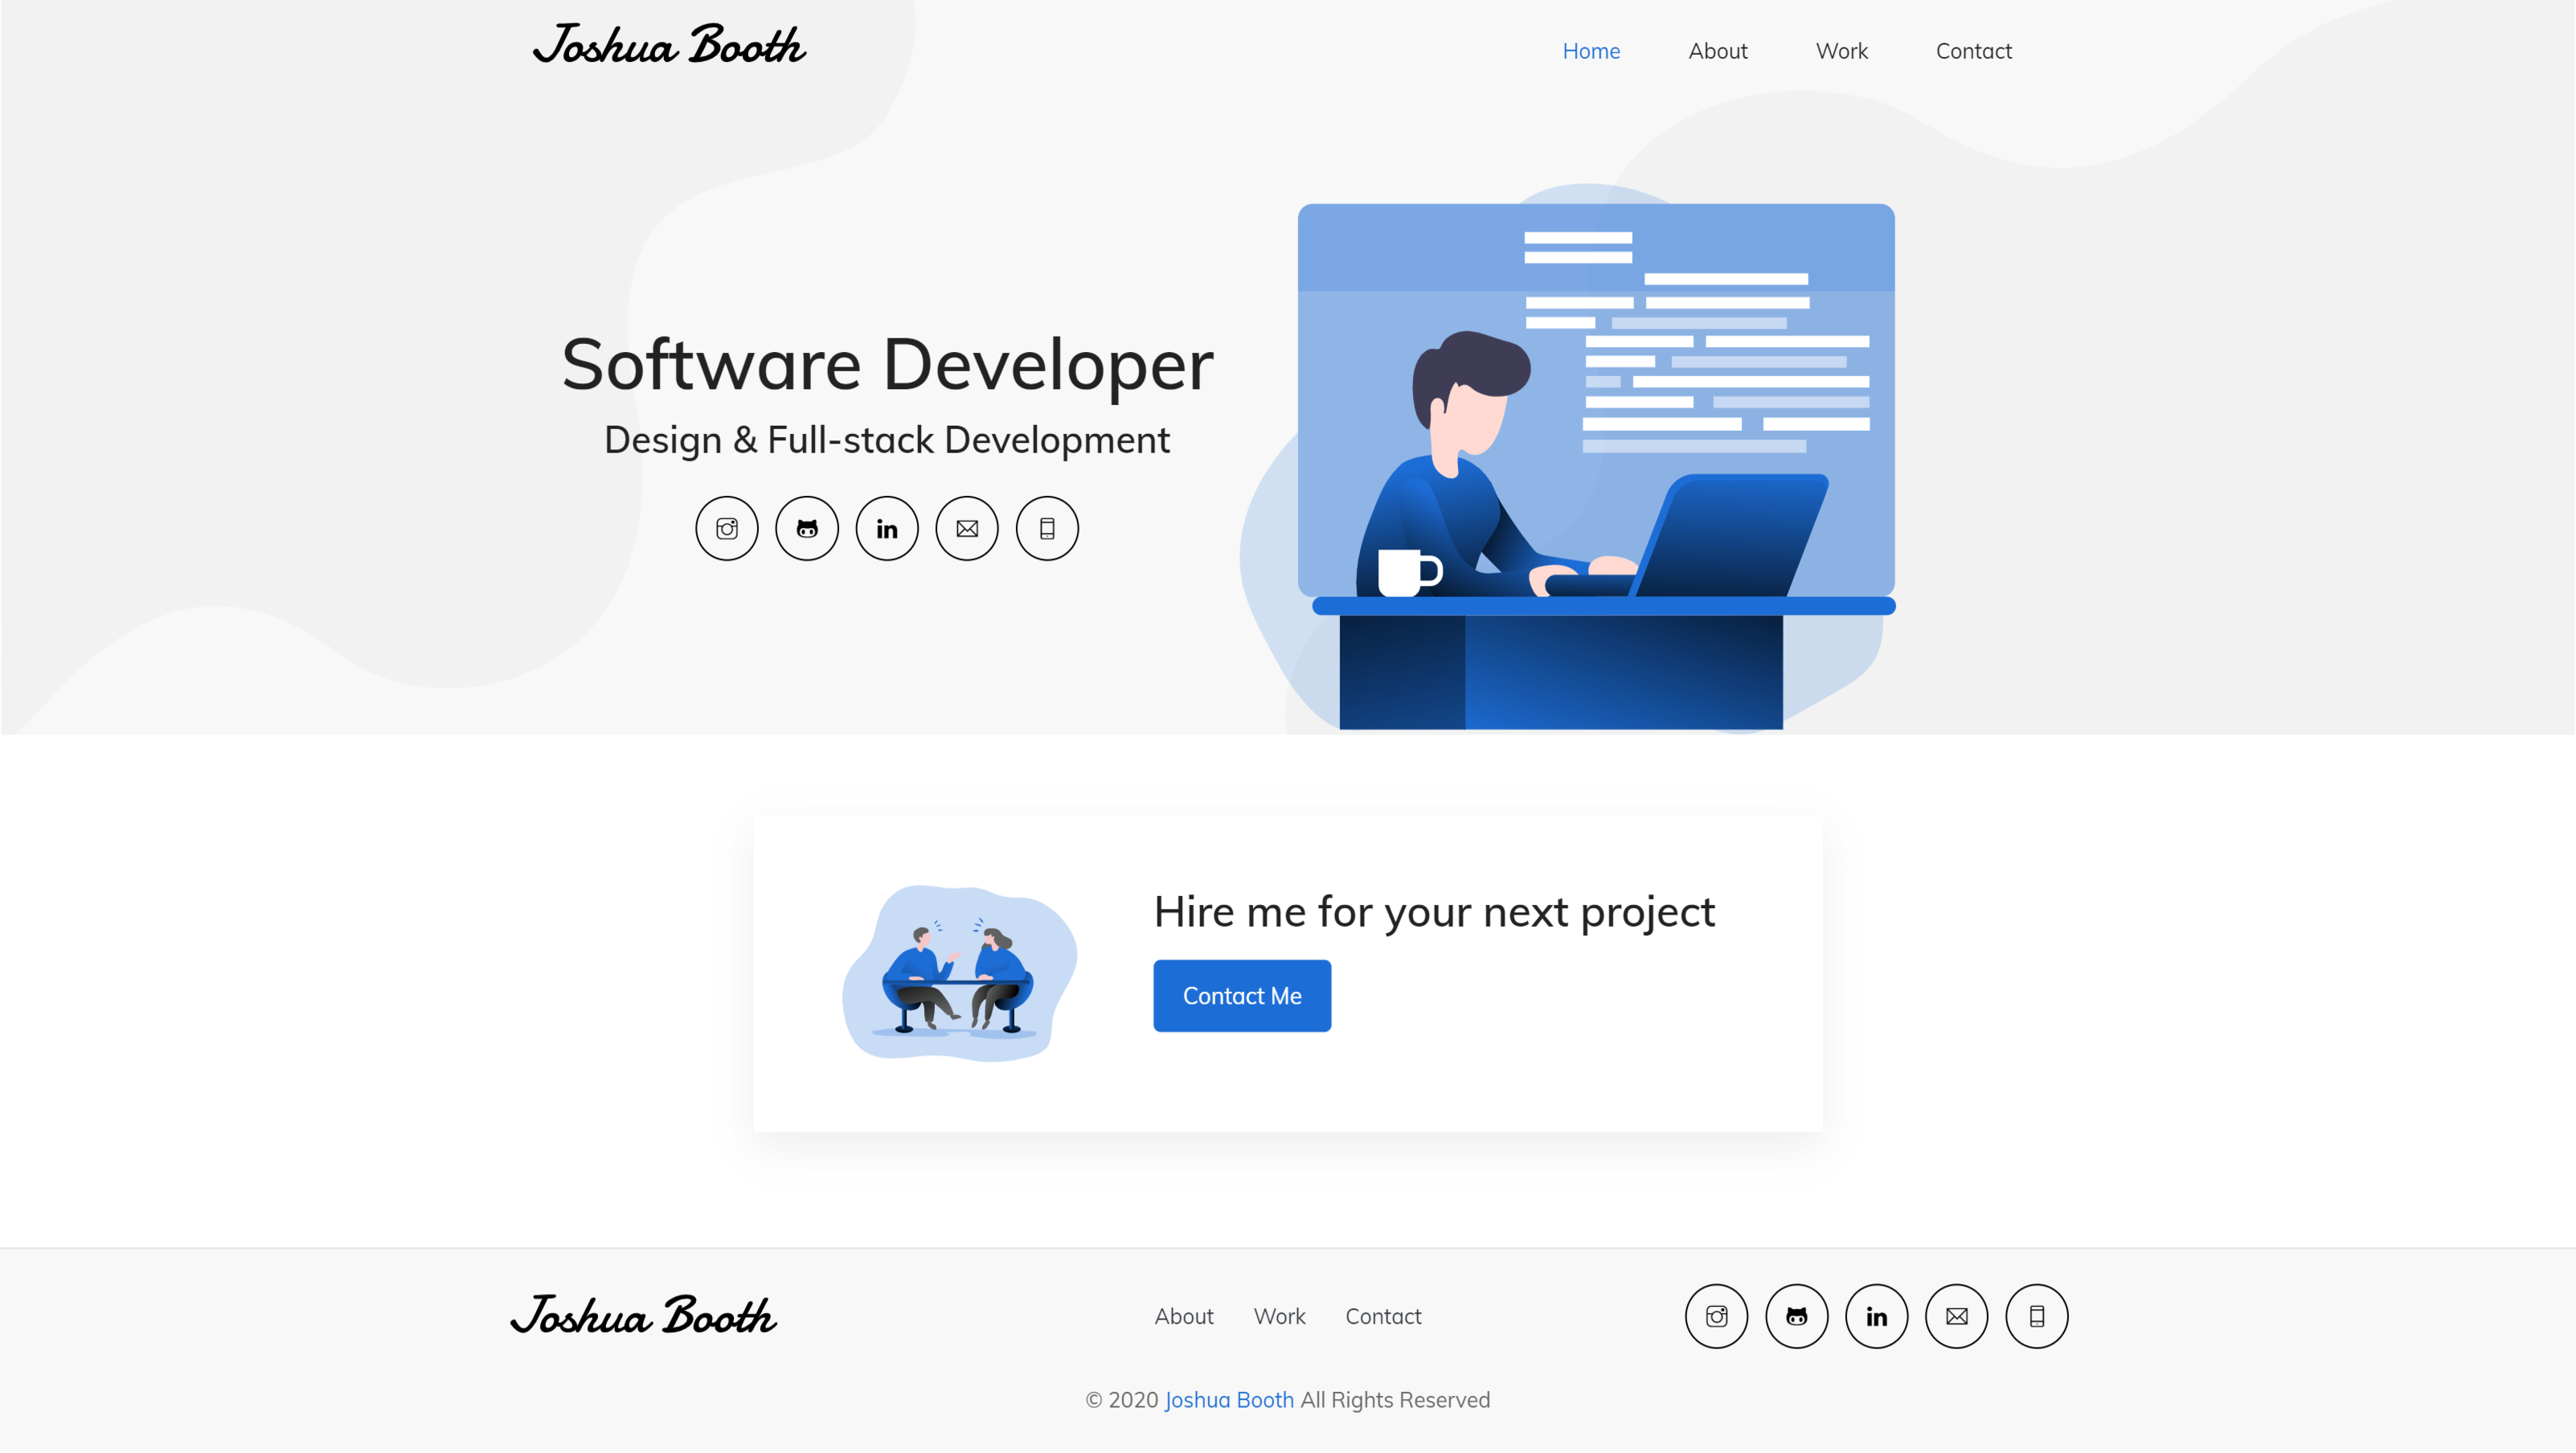 Joshua Booth
Home About Work Contact
Software Developer
Design & Full-stack Development
in
Hire me for your next project
Contact Me
Joshua Booth
About Work Contact
in
© 2020 Joshua Booth All Rights Reserved